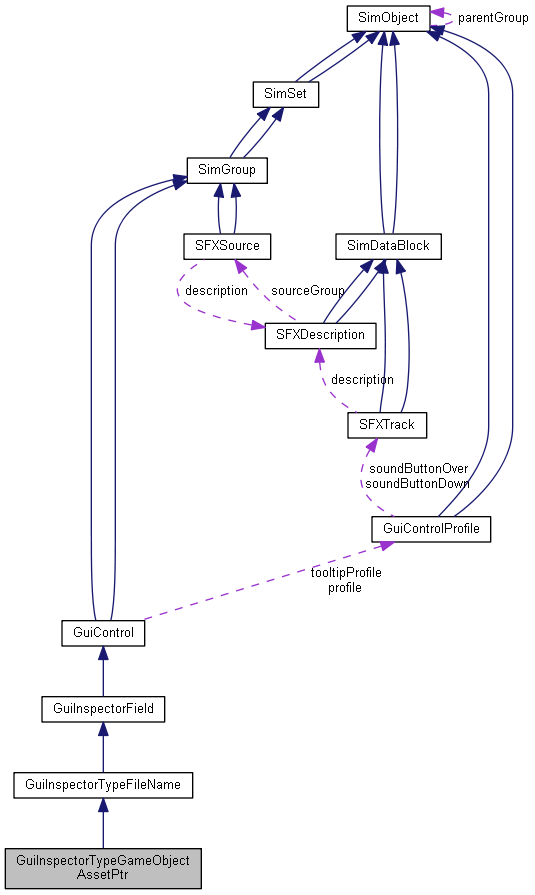 SimObject
parentGroup
SimSet
SimGroup
SFXSource
SimDataBlock
description
sourceGroup
SFXDescription
description
SFXTrack
soundButtonOver
soundButtonDown
GuiControlProfile
tooltipProfile
profile
GuiControl
GuiInspectorField
GuiInspectorTypeFileName
GuiInspectorTypeGameObject
AssetPtr